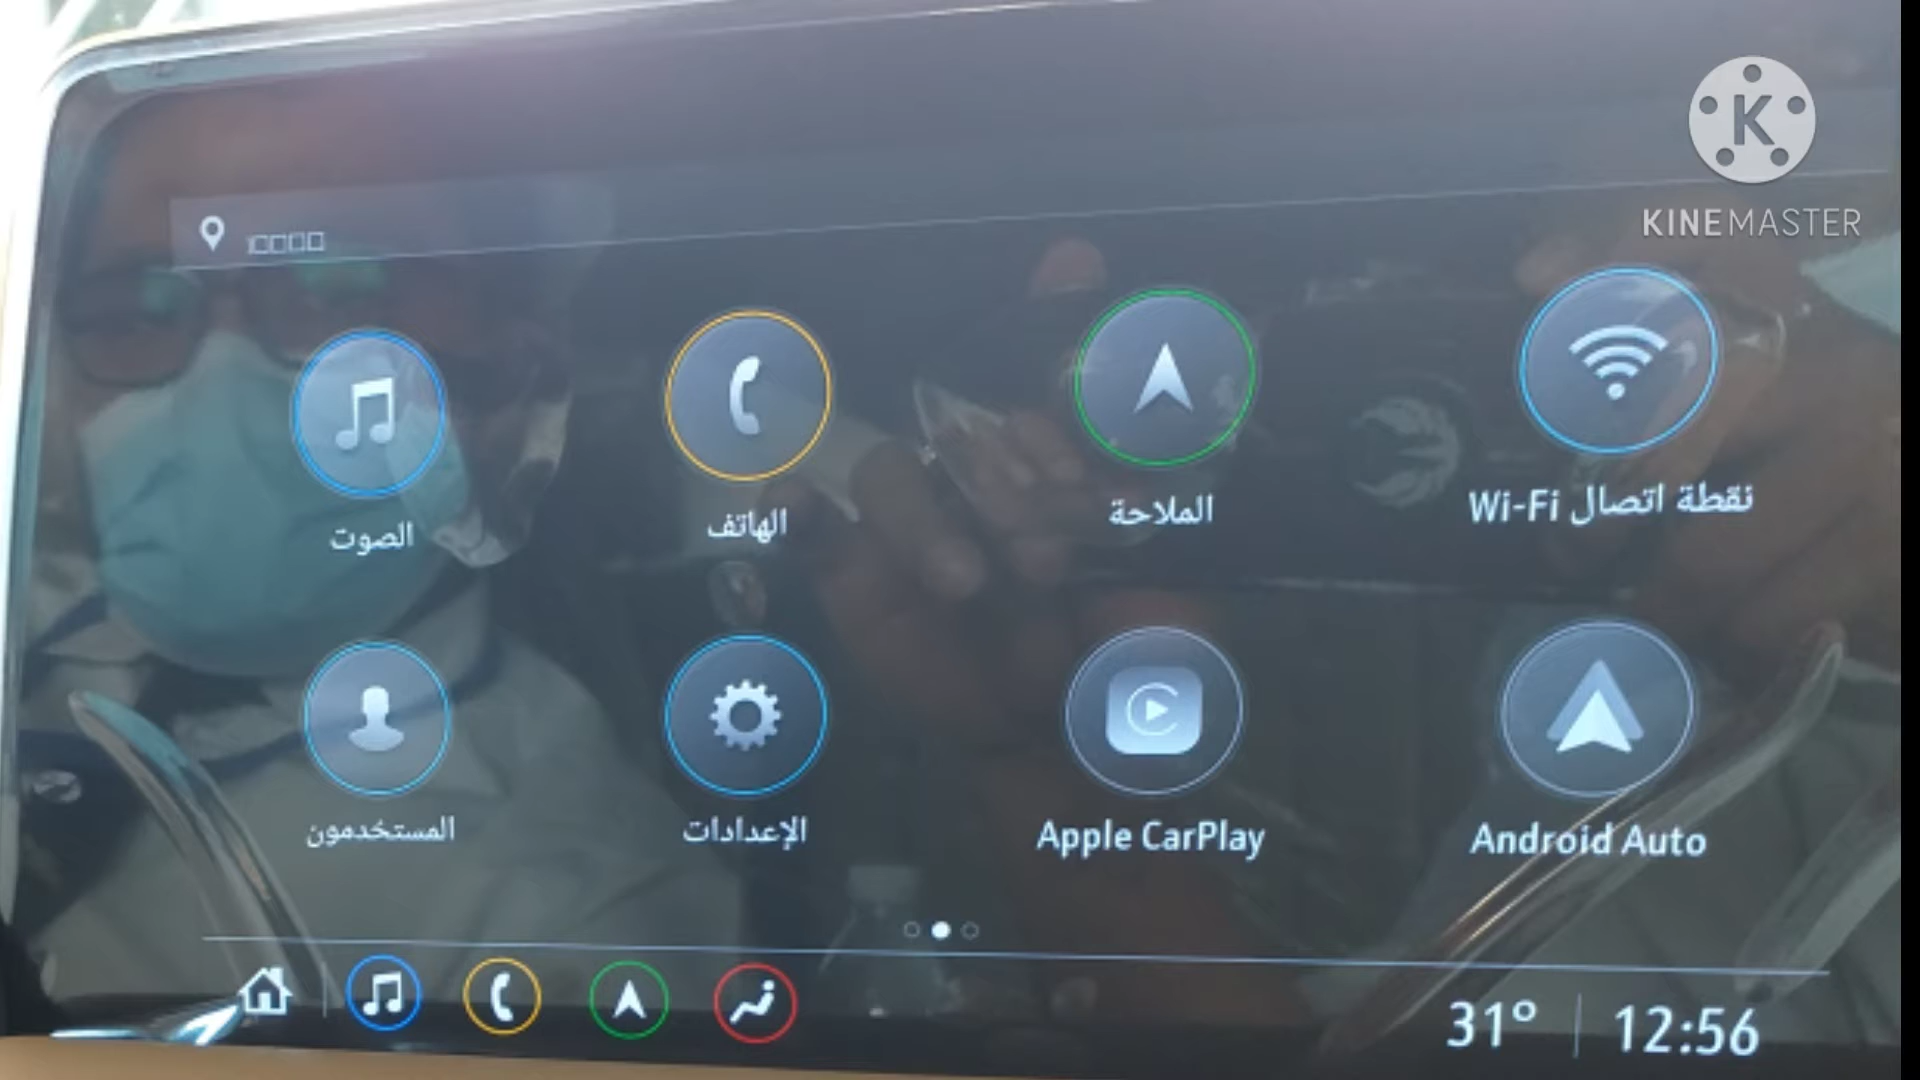 K
KINEMASTER
الصوت
الهاتف
الملاحة
نقطة اتصال Wi-Fi
المستخدمون
الإعدادات
Apple CarPlay
Android Auto
31° 12:56